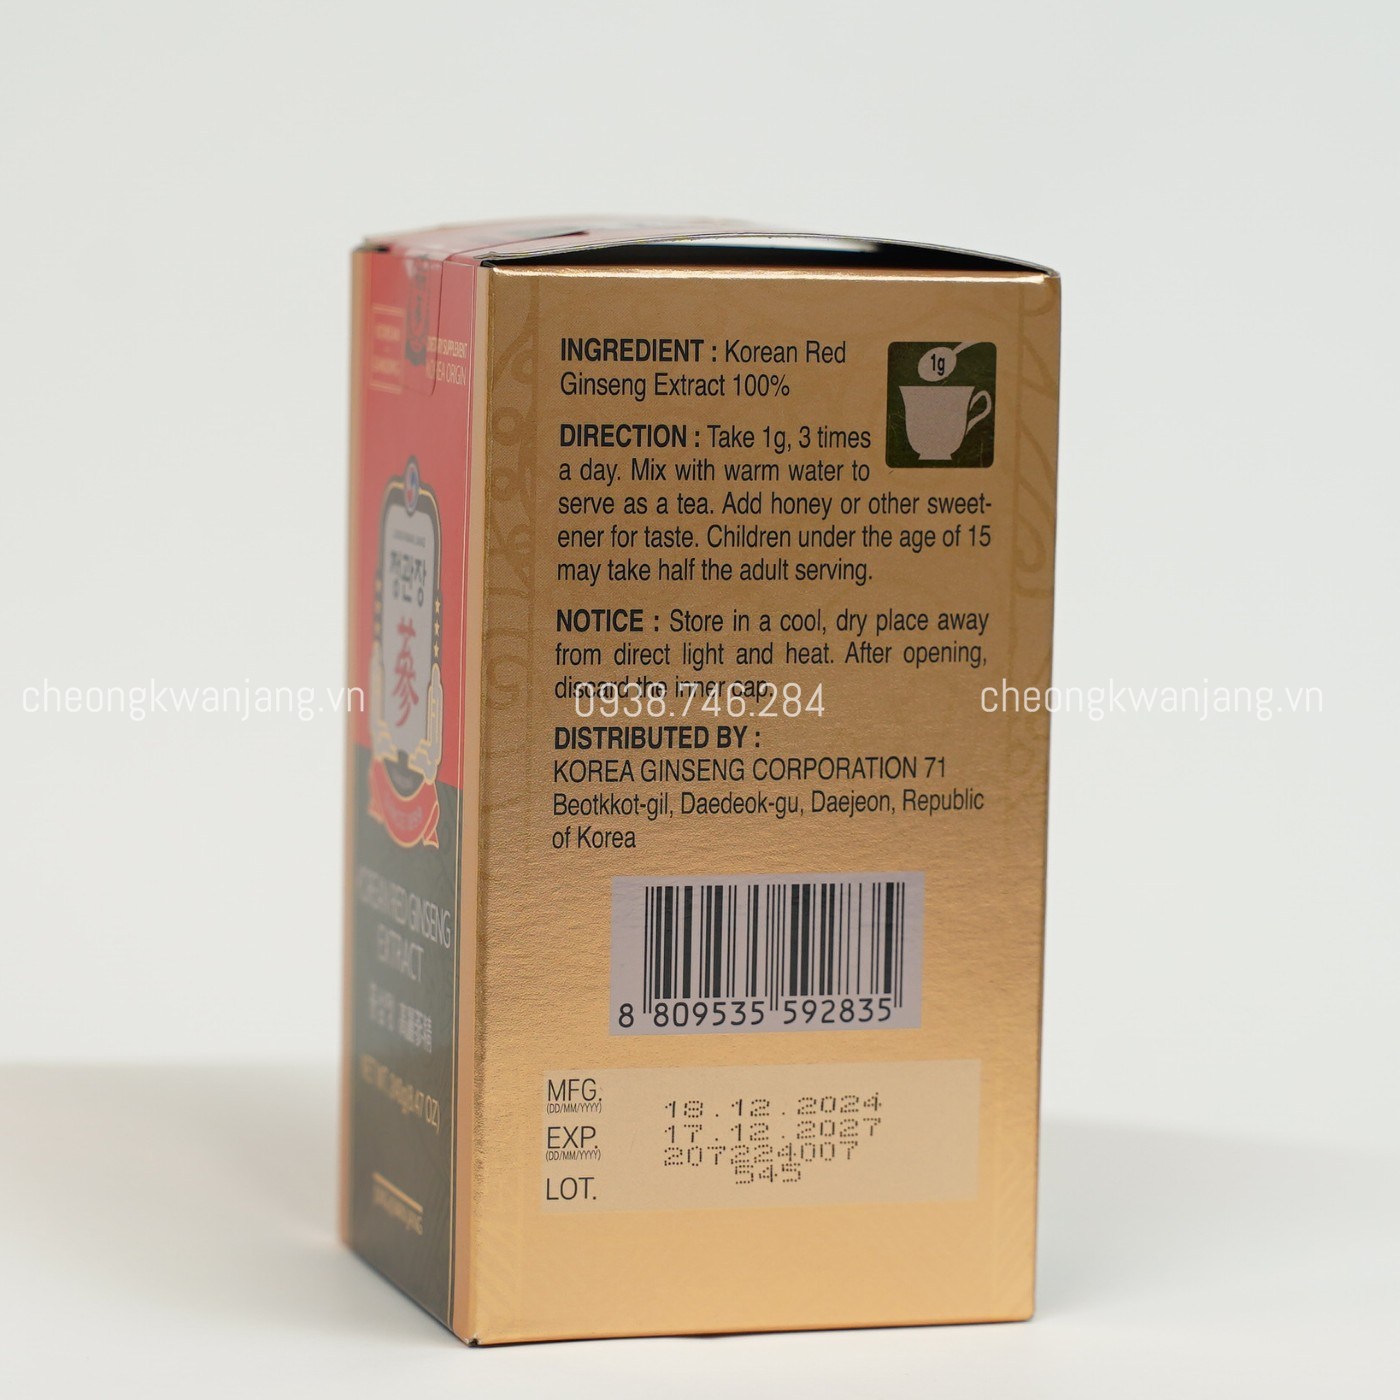 INGREDIENT : Korean Red
Ginseng Extract 100%
1g
DIRECTION : Take 1g, 3 times
a day. Mix with warm water to
serve as a tea. Add honey or other sweet-
ener for taste. Children under the age of 15
may take half the adult serving.
NOTICE : Store in a cool, dry place away
from direct light and heat. After opening,
discard the inner cap.
cheongkwanjang.vn
0938.746.284
cheongkwanjang.vn
DISTRIBUTED BY :
KOREA GINSENG CORPORATION 71
Beotkkot-gil, Daedeok-gu, Daejeon, Republic
of Korea
8 809535 592835
MFG.
(DD/MM/YYYY)
18.12.2024
EXP.
(DD/MM/YYYY)
17.12.2027
207224007
LOT.
545
정관장
蔘
KOREAN RED GINSENG
EXTRACT